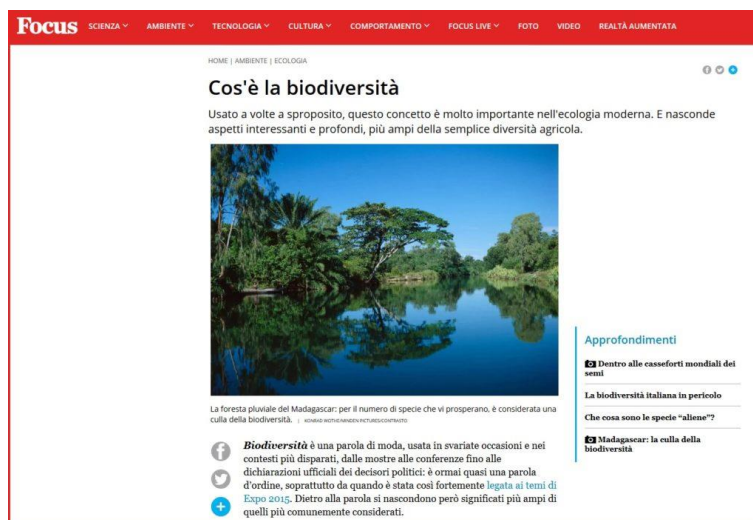 Focus SCIENZA AMBIENTE TECNOLOGIA CULTURA COMPORTAMENTO FOCUS LIVE FOTO VIDEO REALTÀ AUMENTATA
HOME | AMBIENTE | ECOLOGIA
Cos'è la biodiversità
Usato a volte a sproposito, questo concetto è molto importante nell'ecologia moderna. E nasconde
aspetti interessanti e profondi, più ampi della semplice diversità agricola.
La foresta pluviale del Madagascar: per il numero di specie che vi prosperano, è considerata una
culla della biodiversità. | KONRAD WOTHE/MINDEN PICTURES/CONTRASTO
Biodiversità è una parola di moda, usata in svariate occasioni e nei
contesti più disparati, dalle mostre alle conferenze fino alle
dichiarazioni ufficiali dei decisori politici: è ormai quasi una parola
d'ordine, soprattutto da quando è stata così fortemente legata ai temi di
Expo 2015. Dietro alla parola si nascondono però significati più ampi di
quelli più comunemente considerati.
Approfondimenti
Dentro alle casseforti mondiali dei
semi
La biodiversità italiana in pericolo
Che cosa sono le specie “aliene”?
Madagascar: la culla della
biodiversità